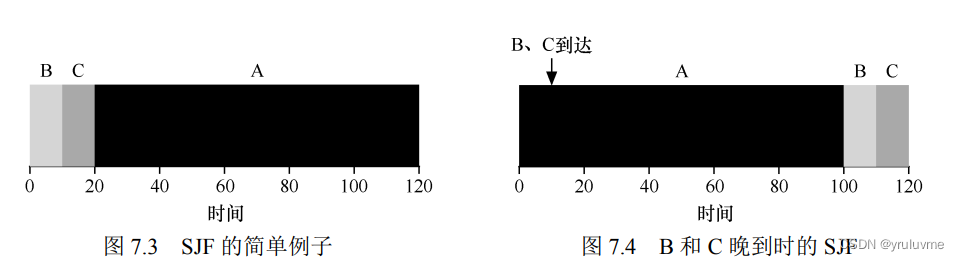 B C A
0 20 40 60 80 100 120
时间
图 7.3 SJF 的简单例子
B、C到达
A B C
0 20 40 60 80 100 120
时间
图 7.4 B 和 C 晚到时的 SJF
CSDN @yruluvme